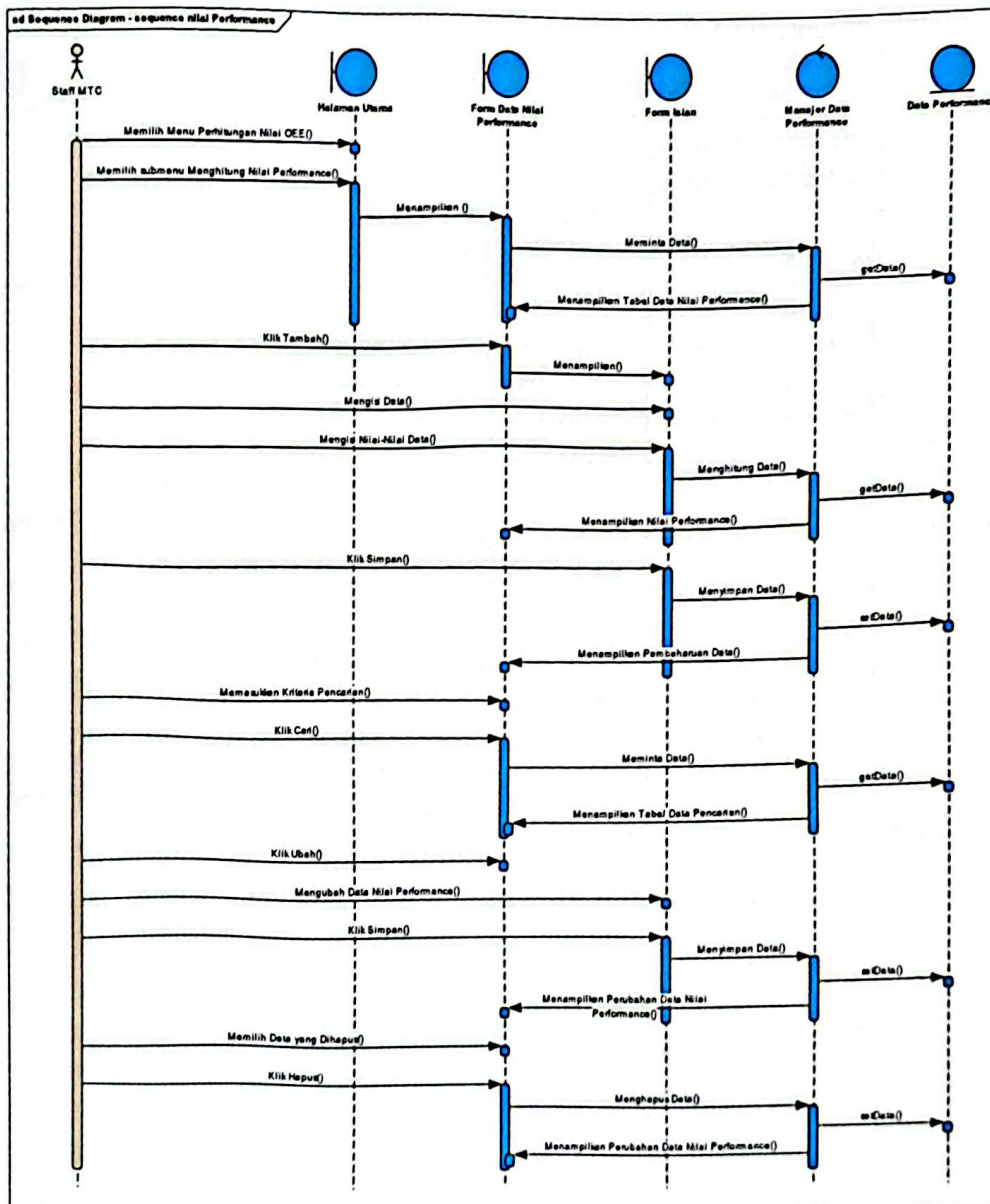 sd Sequence Diagram - sequence nilai Performance
Staff MTC
Halaman Utama
Form Data Nilai
Performance
Form Isian
Manajer Data
Performance
Data Performance
Memilih Menu Perhitungan Nilai OEE()
Memilih submenu Menghitung Nilai Performance()
Menampilkan ()
Meminta Data()
getData()
Menampilkan Tabel Data Nilai Performance()
Klik Tambah()
Menampilkan()
Mengisi Data()
Mengisi Nilai-Nilai Data()
Menghitung Data()
getData()
Menampilkan Nilai Performance()
Klik Simpan()
Menyimpan Data()
setData()
Menampilkan Pembaharuan Data()
Memasukkan Kriteria Pencarian()
Klik Cari()
Meminta Data()
getData()
Menampilkan Tabel Data Pencarian()
Klik Ubah()
Mengubah Data Nilai Performance()
Klik Simpan()
Menyimpan Data()
setData()
Menampilkan Perubahan Data Nilai
Performance()
Memilih Data yang Dihapus()
Klik Hapus()
Menghapus Data()
setData()
Menampilkan Perubahan Data Nilai Performance()